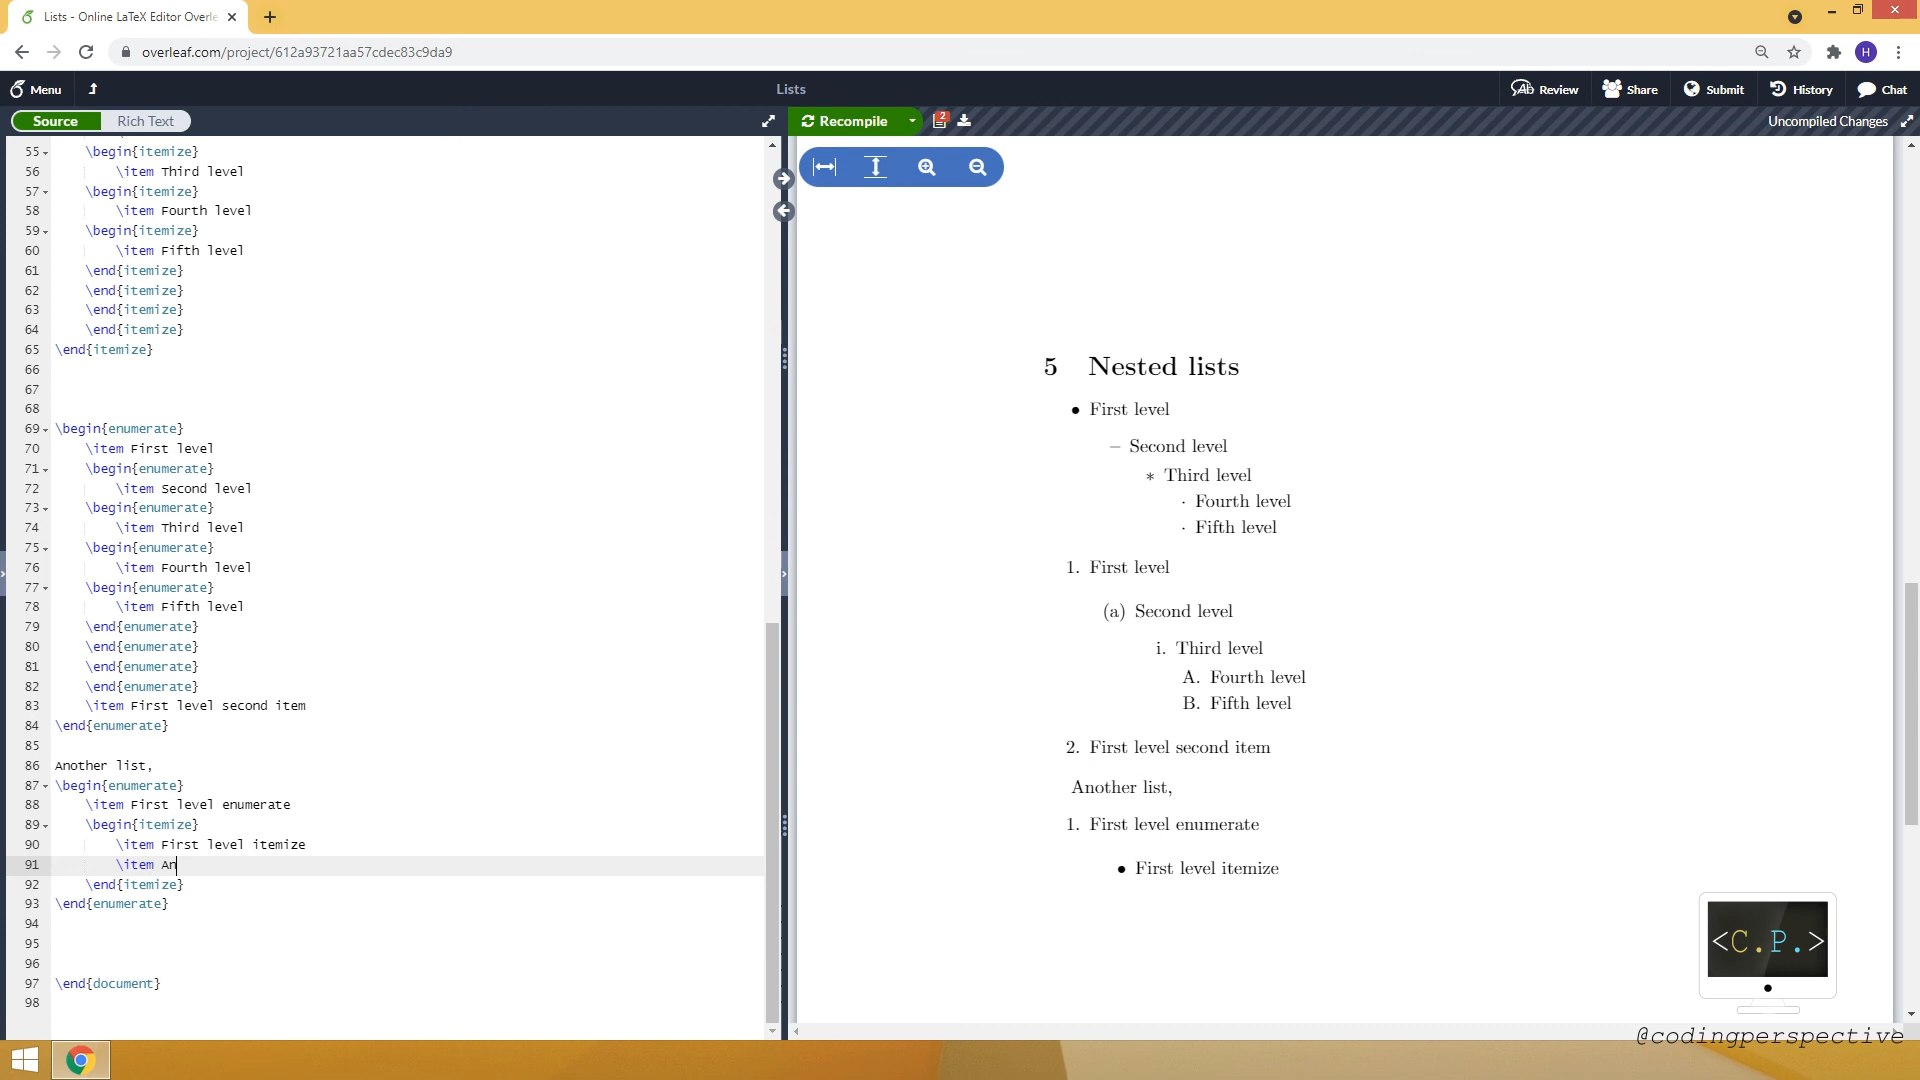 Lists - Online LaTeX Editor Overle
overleaf.com/project/612a93721aa57cdec83c9da9
H
Menu
Lists
Review
Share
Submit
History
Chat
Source
Rich Text
Recompile
2
Uncompiled Changes
55 \begin{itemize}
56 \item Third level
57 \begin{itemize}
58 \item Fourth level
59 \begin{itemize}
60 \item Fifth level
61 \end{itemize}
62 \end{itemize}
63 \end{itemize}
64 \end{itemize}
65 \end{itemize}
66
67
68
69 \begin{enumerate}
70 \item First level
71 \begin{enumerate}
72 \item Second level
73 \begin{enumerate}
74 \item Third level
75 \begin{enumerate}
76 \item Fourth level
77 \begin{enumerate}
78 \item Fifth level
79 \end{enumerate}
80 \end{enumerate}
81 \end{enumerate}
82 \end{enumerate}
83 \item First level second item
84 \end{enumerate}
85
86 Another list,
87 \begin{enumerate}
88 \item First level enumerate
89 \begin{itemize}
90 \item First level itemize
91 \item An
92 \end{itemize}
93 \end{enumerate}
94
95
96
97 \end{document}
98
5 Nested lists
• First level
– Second level
∗ Third level
· Fourth level
· Fifth level
1. First level
(a) Second level
i. Third level
A. Fourth level
B. Fifth level
2. First level second item
Another list,
1. First level enumerate
• First level itemize
<C.P.>
@codingperspective